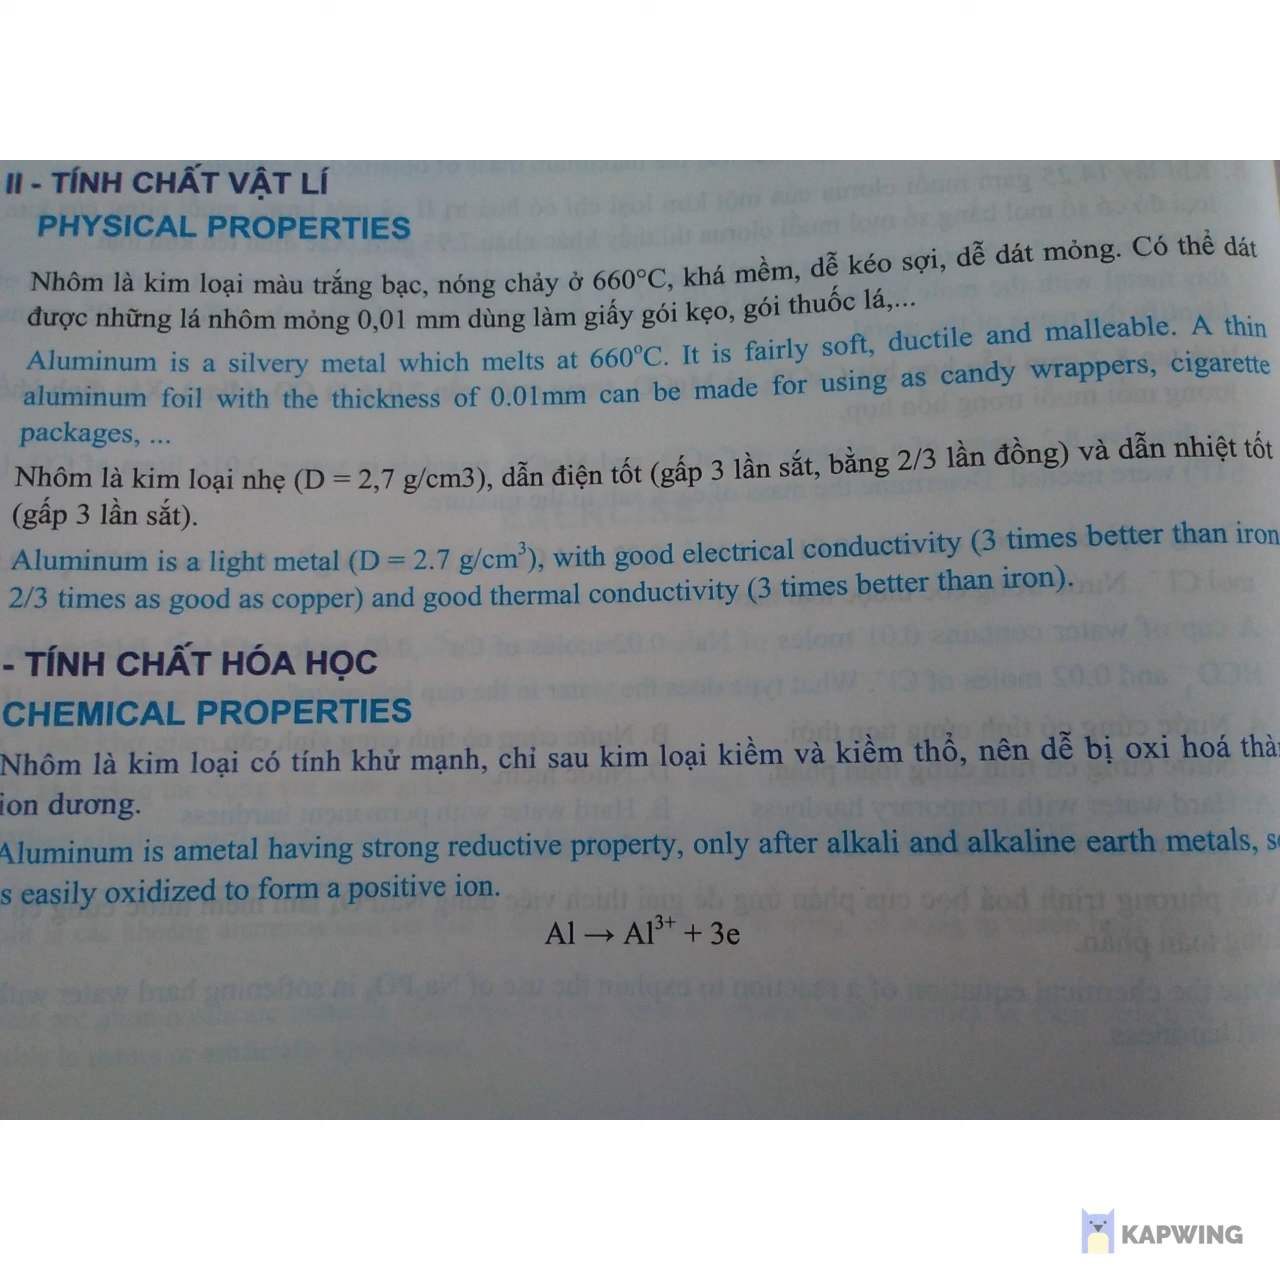 II - TÍNH CHẤT VẬT LÍ
PHYSICAL PROPERTIES
Nhôm là kim loại màu trắng bạc, nóng chảy ở 660°C, khá mềm, dễ kéo sợi, dễ dát mỏng. Có thể dát
được những lá nhôm mỏng 0,01 mm dùng làm giấy gói kẹo, gói thuốc lá,...
Aluminum is a silvery metal which melts at 660°C. It is fairly soft, ductile and malleable. A thin
aluminum foil with the thickness of 0.01mm can be made for using as candy wrappers, cigarette
packages, ...
Nhôm là kim loại nhẹ (D = 2,7 g/cm3), dẫn điện tốt (gấp 3 lần sắt, bằng 2/3 lần đồng) và dẫn nhiệt tốt
(gấp 3 lần sắt).
Aluminum is a light metal (D = 2.7 g/cm³), with good electrical conductivity (3 times better than iron
2/3 times as good as copper) and good thermal conductivity (3 times better than iron).
- TÍNH CHẤT HÓA HỌC
CHEMICAL PROPERTIES
Nhôm là kim loại có tính khử mạnh, chỉ sau kim loại kiềm và kiềm thổ, nên dễ bị oxi hoá thàn
ion dương.
Aluminum is ametal having strong reductive property, only after alkali and alkaline earth metals, so
s easily oxidized to form a positive ion.
Al → Al³⁺ + 3e
KAPWING